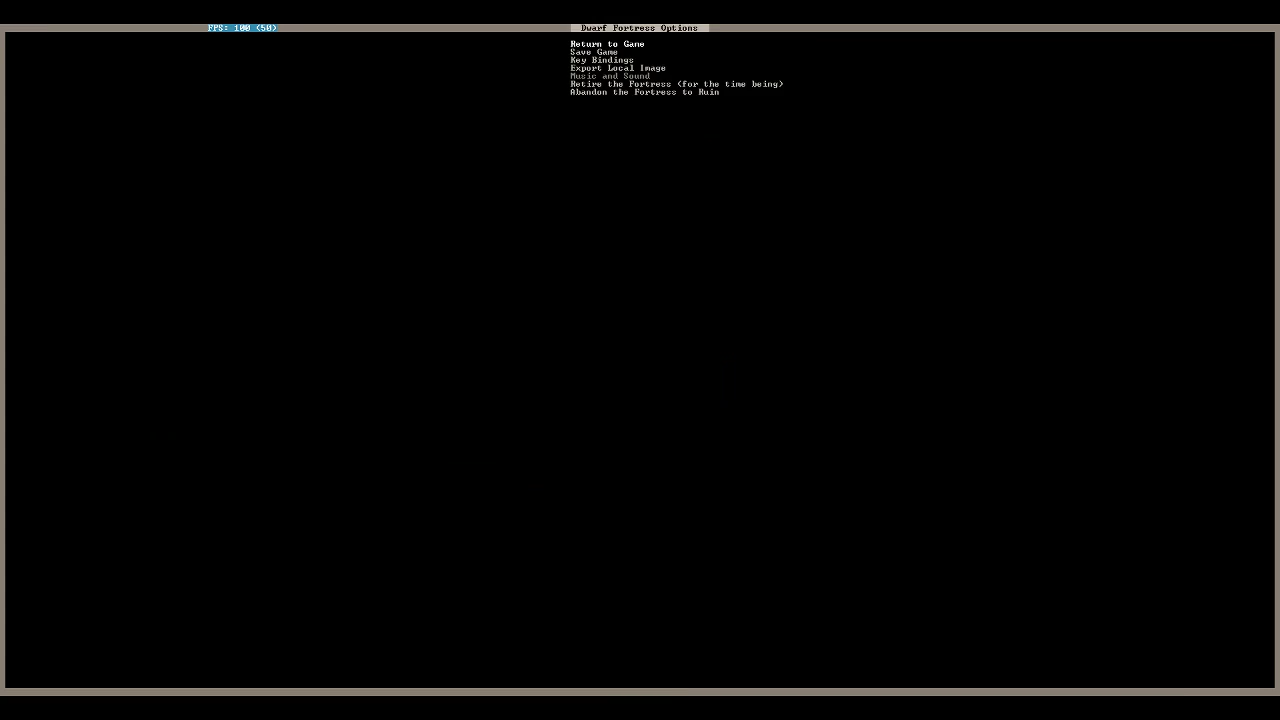 FPS: 100 (50)
Dwarf Fortress Options
Return to Game
Save Game
Key Bindings
Export Local Image
Music and Sound
Retire the Fortress (for the time being)
Abandon the Fortress to Ruin